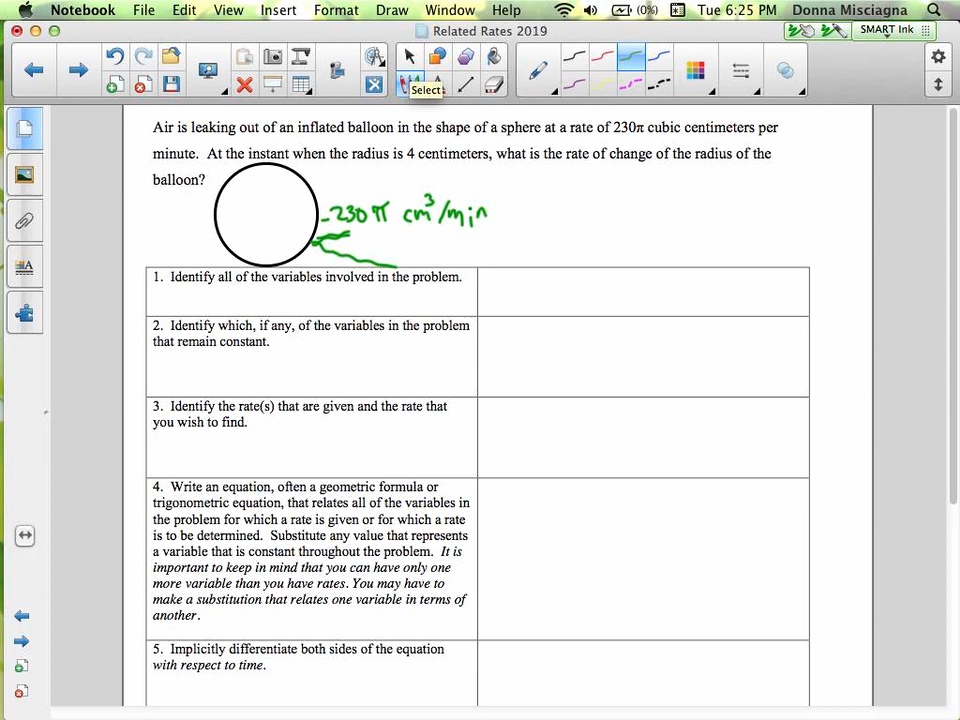 Notebook File Edit View Insert Format Draw Window Help (0%) Tue 6:25 PM Donna Misciagna
Related Rates 2019
SMART Ink
Select
Air is leaking out of an inflated balloon in the shape of a sphere at a rate of 230π cubic centimeters per
minute. At the instant when the radius is 4 centimeters, what is the rate of change of the radius of the
balloon?
-230π cm³/min
1. Identify all of the variables involved in the problem.
2. Identify which, if any, of the variables in the problem
that remain constant.
3. Identify the rate(s) that are given and the rate that
you wish to find.
4. Write an equation, often a geometric formula or
trigonometric equation, that relates all of the variables in
the problem for which a rate is given or for which a rate
is to be determined. Substitute any value that represents
a variable that is constant throughout the problem. It is
important to keep in mind that you can have only one
more variable than you have rates. You may have to
make a substitution that relates one variable in terms of
another.
5. Implicitly differentiate both sides of the equation
with respect to time.